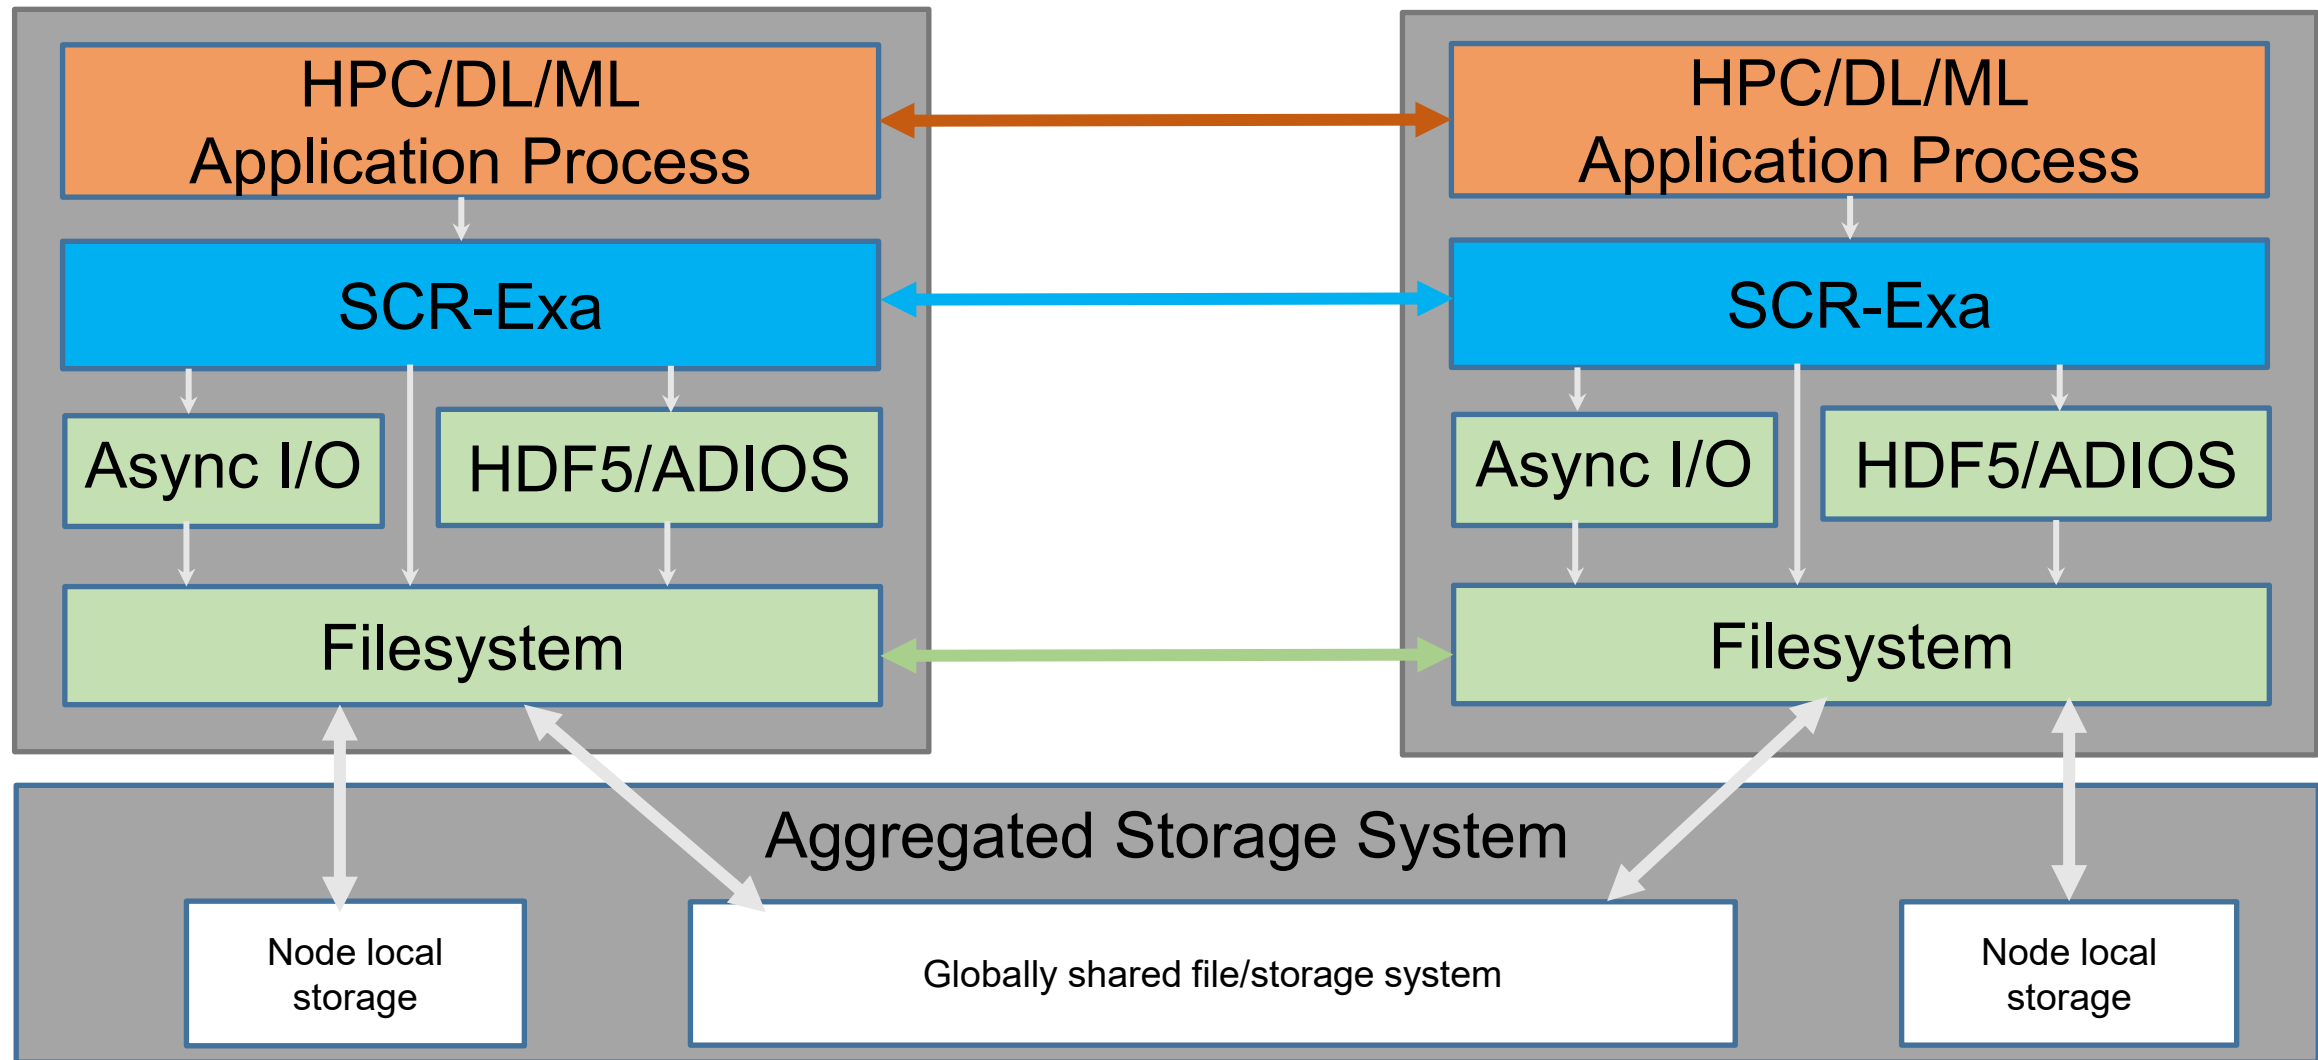 HPC/DL/ML
Application Process
SCR-Exa
Async I/O
HDF5/ADIOS
Filesystem
HPC/DL/ML
Application Process
SCR-Exa
Async I/O
HDF5/ADIOS
Filesystem
Aggregated Storage System
Node local
storage
Globally shared file/storage system
Node local
storage